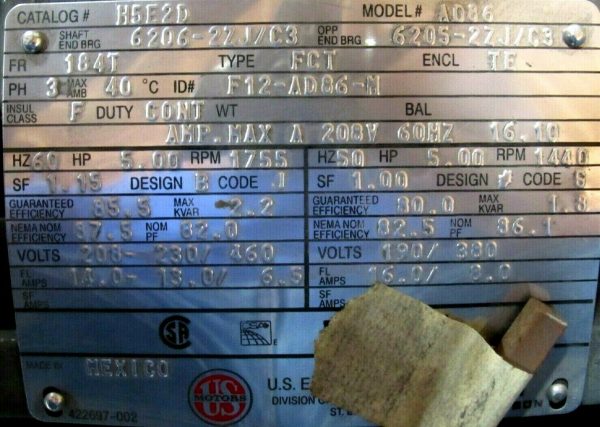 CATALOG # H5E2D MODEL # AD86
SHAFT END BRG 6206-2ZJ/C3 OPP END BRG 6205-2ZJ/C3
FR 184T TYPE FCT ENCL TE
PH 3 MAX AMB 40 °C ID# F12-AD86-M
INSUL CLASS F DUTY CONT WT BAL
AMP. MAX A 208V 60HZ 16.10
HZ 60 HP 5.00 RPM 1755 HZ 50 HP 5.00 RPM 1440
SF 1.15 DESIGN B CODE J SF 1.00 DESIGN CODE G
GUARANTEED EFFICIENCY 85.5 MAX KVAR 2.2 GUARANTEED EFFICIENCY 80.0 MAX KVAR 1.8
NEMA NOM EFFICIENCY 87.5 NOM PF 82.0 NEMA NOM EFFICIENCY 82.5 NOM PF 86.1
VOLTS 208- 230/ 460 VOLTS 190/ 380
FL AMPS 14.0- 13.0/ 6.5 FL AMPS 16.0/ 8.0
SF AMPS SF AMPS
SA E
MADE IN MEXICO
US MOTORS
U.S. E
DIVISION
ST.
422697-002